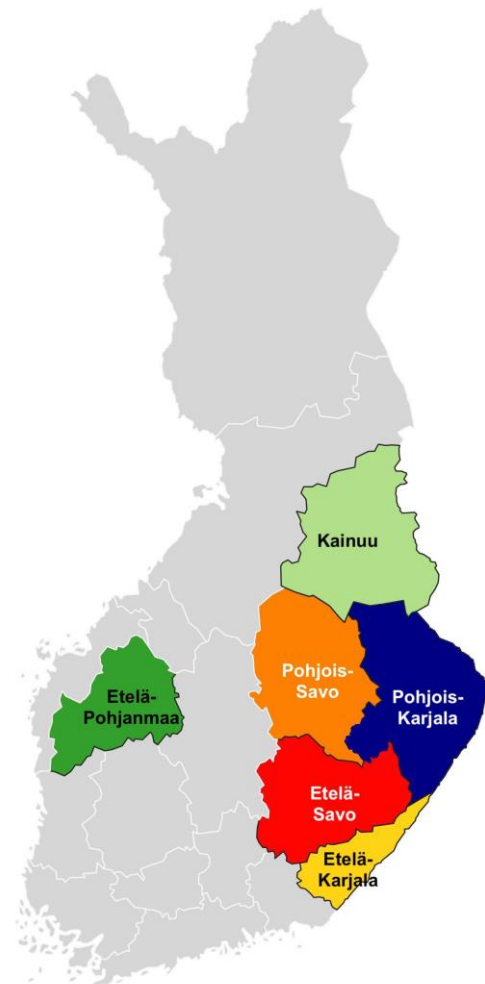 Kainuu
Pohjois-
Savo
Pohjois-
Karjala
Etelä-
Pohjanmaa
Etelä-
Savo
Etelä-
Karjala